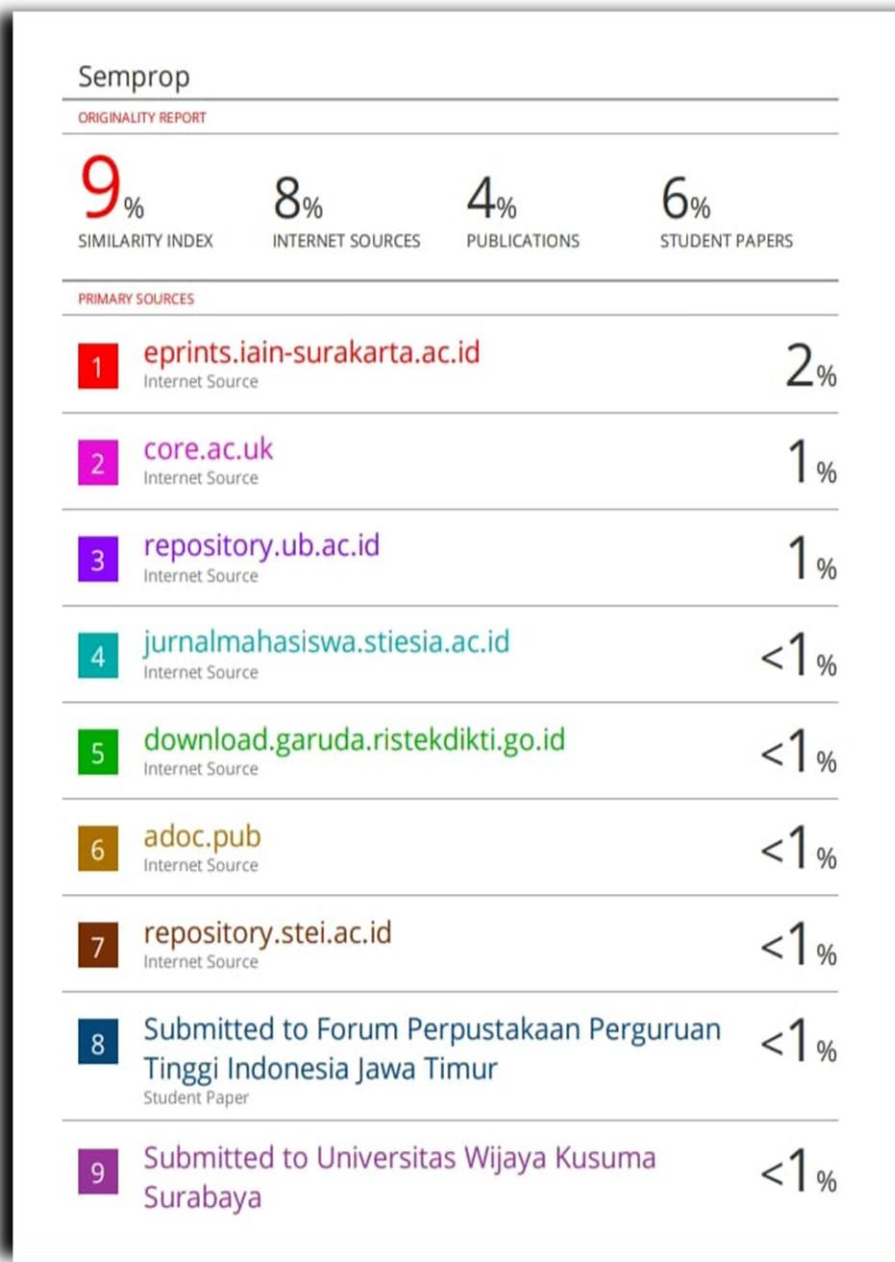 Semprop
ORIGINALITY REPORT
9%
8%
4%
6%
SIMILARITY INDEX
INTERNET SOURCES
PUBLICATIONS
STUDENT PAPERS
PRIMARY SOURCES
1
eprints.iain-surakarta.ac.id
Internet Source
2%
2
core.ac.uk
Internet Source
1%
3
repository.ub.ac.id
Internet Source
1%
4
jurnalmahasiswa.stiesia.ac.id
Internet Source
<1%
5
download.garuda.ristekdikti.go.id
Internet Source
<1%
6
adoc.pub
Internet Source
<1%
7
repository.stei.ac.id
Internet Source
<1%
8
Submitted to Forum Perpustakaan Perguruan
Tinggi Indonesia Jawa Timur
Student Paper
<1%
9
Submitted to Universitas Wijaya Kusuma
Surabaya
<1%